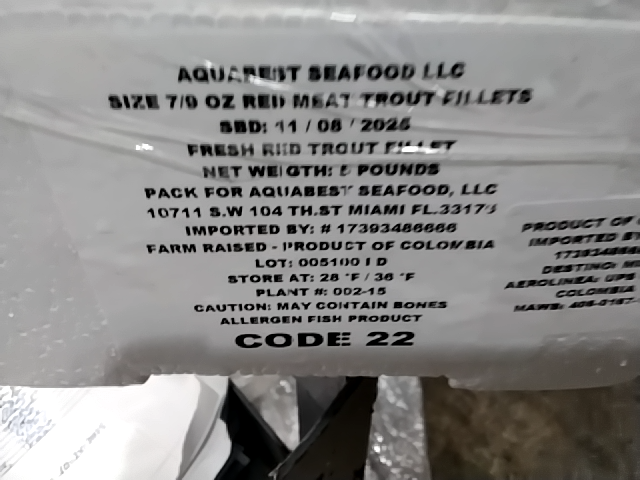 AQUABEST SEAFOOD LLC
SIZE 7/9 OZ RED MEAT TROUT FILLETS
SBD: 11 / 08 / 2025
FRESH RED TROUT FILLET
NET WEIGTH: 5 POUNDS
PACK FOR AQUABEST SEAFOOD, LLC
10711 S.W 104 TH.ST MIAMI FL.33176
IMPORTED BY: # 17393486666
FARM RAISED - PRODUCT OF COLOMBIA
LOT: 005100
STORE AT: 28 °F / 36 °F
PLANT #: 002-15
CAUTION: MAY CONTAIN BONES
ALLERGEN FISH PRODUCT
CODE 22
PRODUCT OF
IMPORTED BY
DESTINO:
AEROLINEA: UPS
COLOMBIA
MAWB: